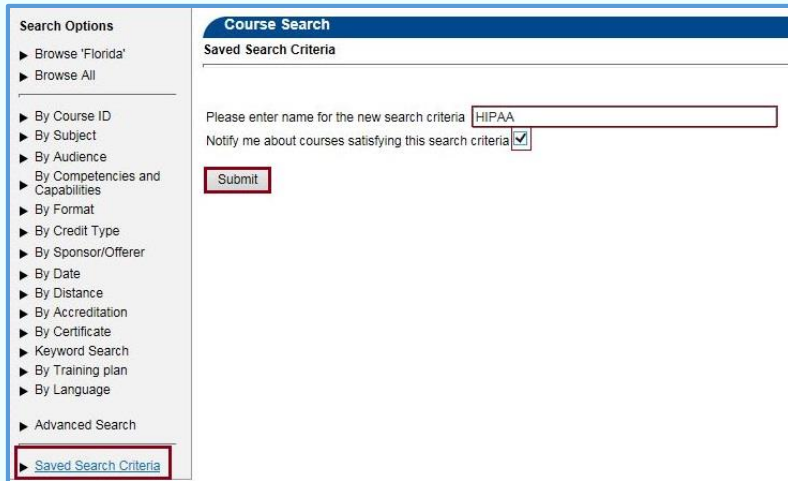 Search Options
Browse 'Florida'
Browse All
By Course ID
By Subject
By Audience
By Competencies and
Capabilities
By Format
By Credit Type
By Sponsor/Offerer
By Date
By Distance
By Accreditation
By Certificate
Keyword Search
By Training plan
By Language
Advanced Search
Saved Search Criteria
Course Search
Saved Search Criteria
Please enter name for the new search criteria HIPAA
Notify me about courses satisfying this search criteria
Submit